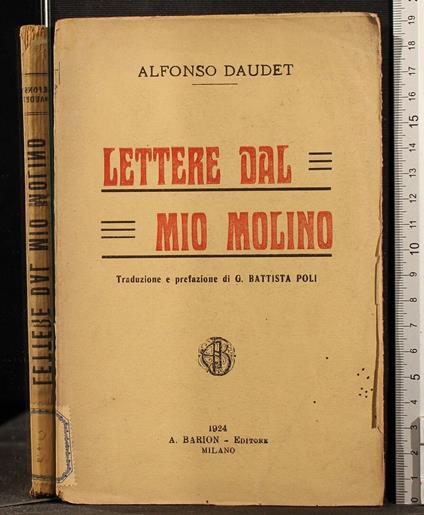 ALFONSO DAUDET
LETTERE DAL
MIO MOLINO
Traduzione e prefazione di G. BATTISTA POLI
1924
A. BARION - EDITORE
MILANO
LETTERE DAL MIO MOLINO